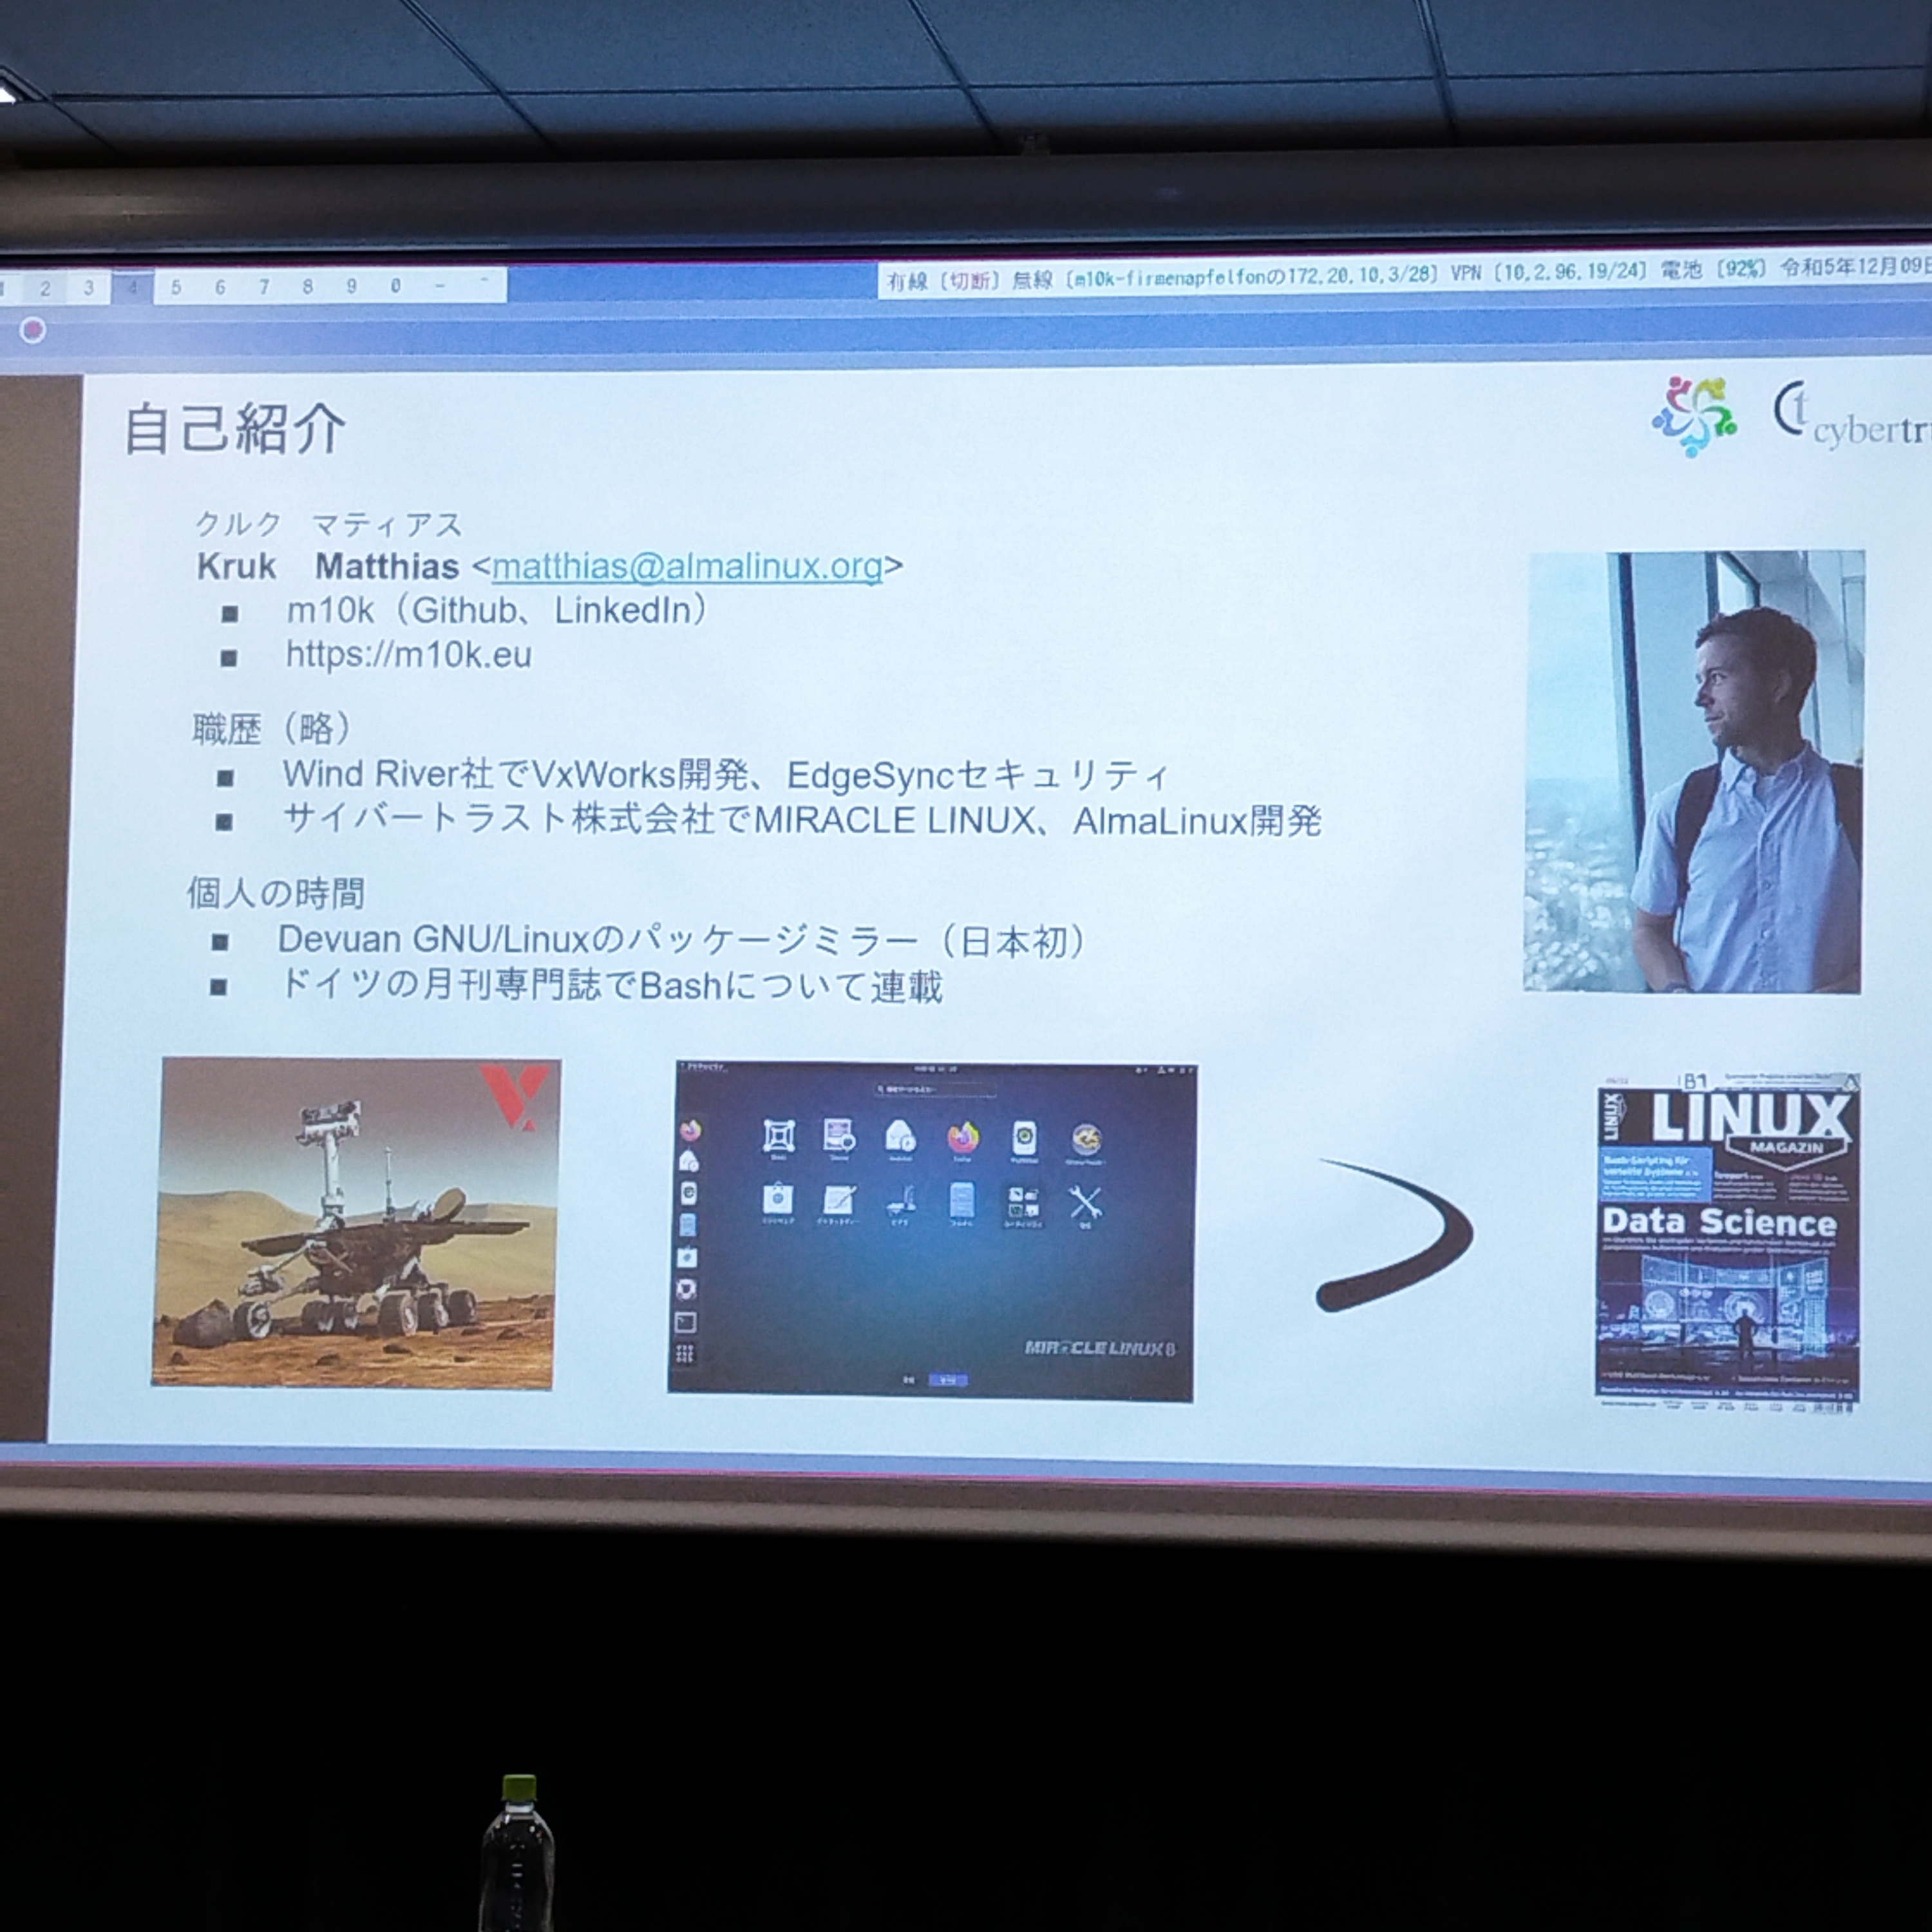 2 3 4 5 6 7 8 9 0 - ^
有線〔切断〕無線〔m10k-firmenapfelfonの172.20.10.3/28〕VPN〔10.2.96.19/24〕電池〔92%〕令和5年12月09日
自己紹介
cybertr
クルク マティアス
Kruk Matthias <matthias@almalinux.org>
■ m10k（Github、LinkedIn）
■ https://m10k.eu
職歴（略）
■ Wind River社でVxWorks開発、EdgeSyncセキュリティ
■ サイバートラスト株式会社でMIRACLE LINUX、AlmaLinux開発
個人の時間
■ Devuan GNU/Linuxのパッケージミラー（日本初）
■ ドイツの月刊専門誌でBashについて連載
MIRACLE LINUX 8
B1
LINUX
LINUX
MAGAZIN
Bash-Scripting für
verteilte Systeme
Data Science